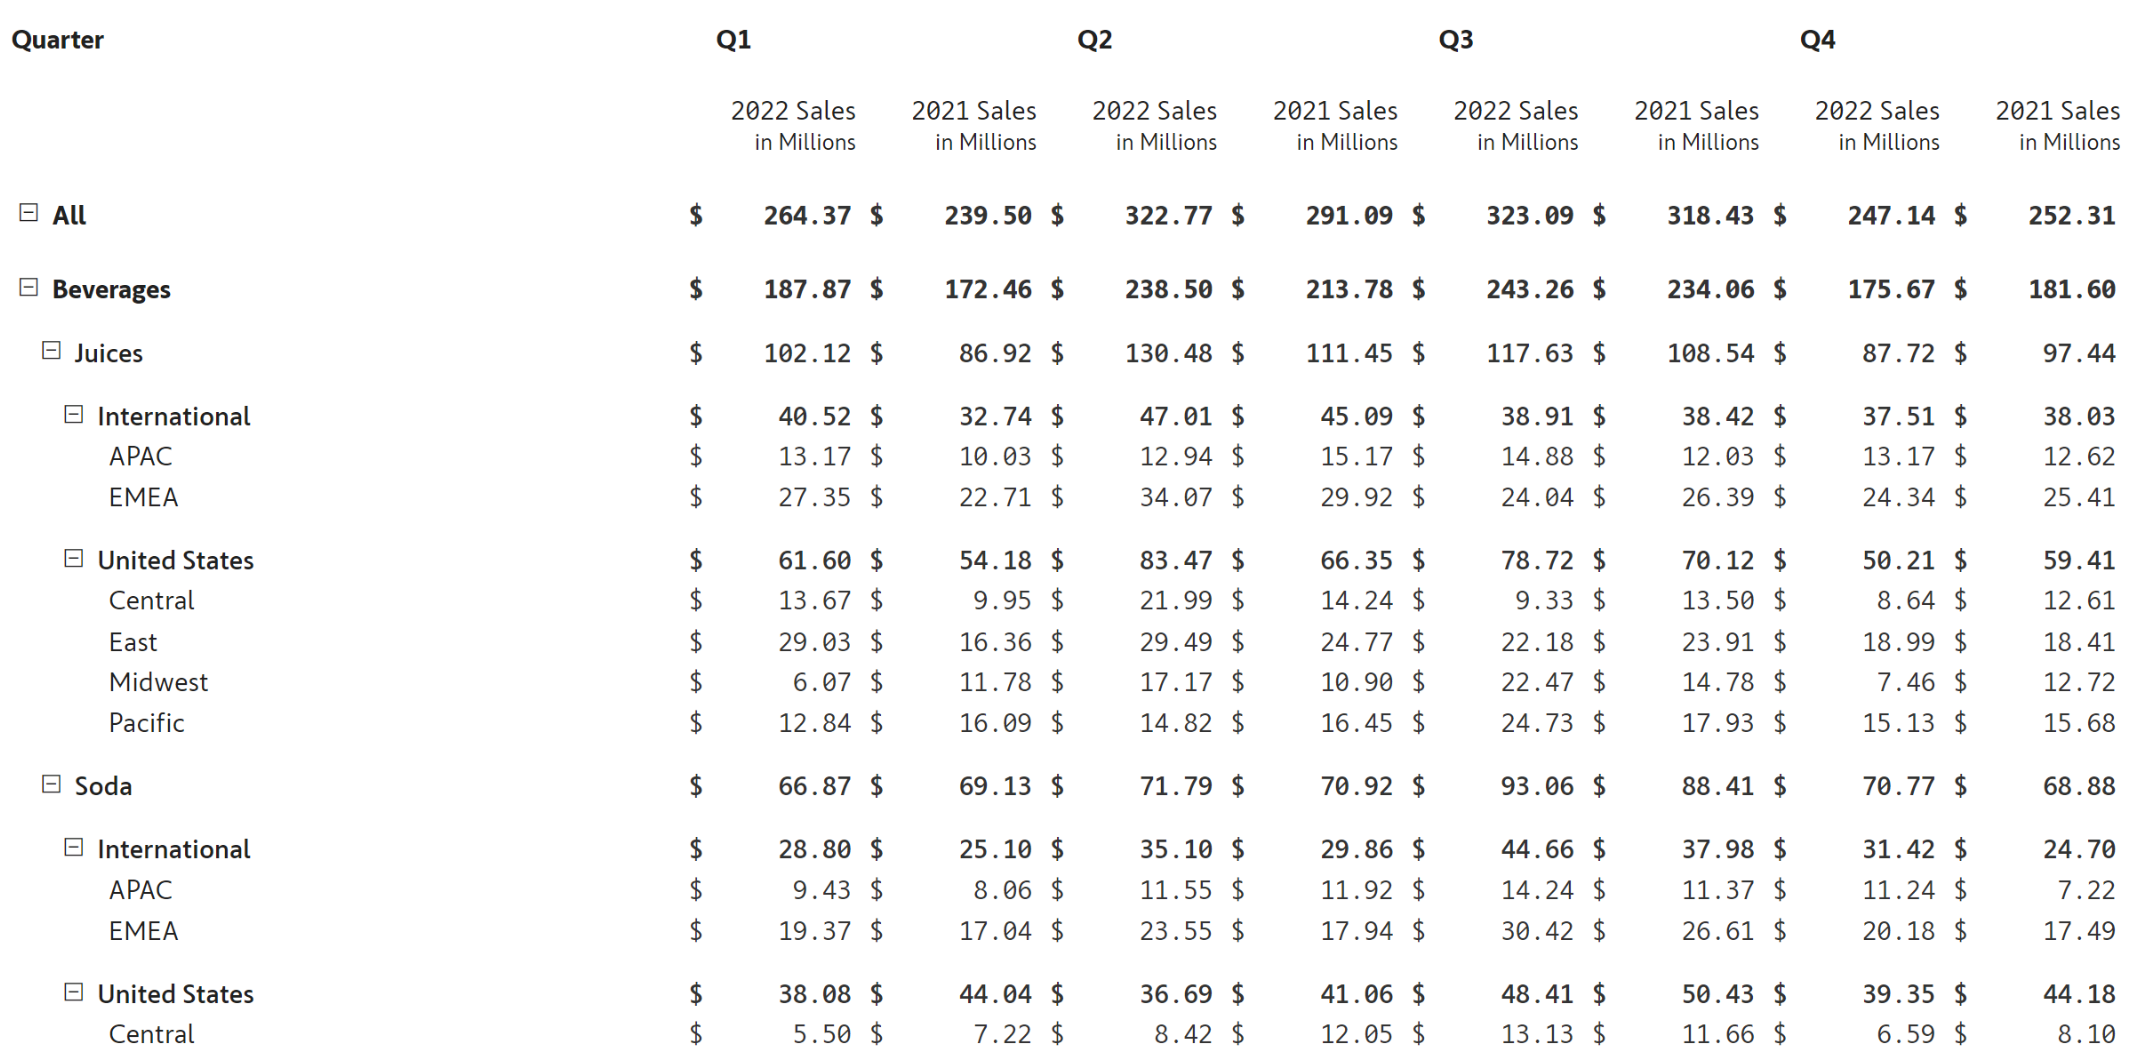 Quarter Q1 Q2 Q3 Q4
2022 Sales 2021 Sales 2022 Sales 2021 Sales 2022 Sales 2021 Sales 2022 Sales 2021 Sales
in Millions in Millions in Millions in Millions in Millions in Millions in Millions in Millions
All $ 264.37 $ 239.50 $ 322.77 $ 291.09 $ 323.09 $ 318.43 $ 247.14 $ 252.31
Beverages $ 187.87 $ 172.46 $ 238.50 $ 213.78 $ 243.26 $ 234.06 $ 175.67 $ 181.60
Juices $ 102.12 $ 86.92 $ 130.48 $ 111.45 $ 117.63 $ 108.54 $ 87.72 $ 97.44
International $ 40.52 $ 32.74 $ 47.01 $ 45.09 $ 38.91 $ 38.42 $ 37.51 $ 38.03
APAC $ 13.17 $ 10.03 $ 12.94 $ 15.17 $ 14.88 $ 12.03 $ 13.17 $ 12.62
EMEA $ 27.35 $ 22.71 $ 34.07 $ 29.92 $ 24.04 $ 26.39 $ 24.34 $ 25.41
United States $ 61.60 $ 54.18 $ 83.47 $ 66.35 $ 78.72 $ 70.12 $ 50.21 $ 59.41
Central $ 13.67 $ 9.95 $ 21.99 $ 14.24 $ 9.33 $ 13.50 $ 8.64 $ 12.61
East $ 29.03 $ 16.36 $ 29.49 $ 24.77 $ 22.18 $ 23.91 $ 18.99 $ 18.41
Midwest $ 6.07 $ 11.78 $ 17.17 $ 10.90 $ 22.47 $ 14.78 $ 7.46 $ 12.72
Pacific $ 12.84 $ 16.09 $ 14.82 $ 16.45 $ 24.73 $ 17.93 $ 15.13 $ 15.68
Soda $ 66.87 $ 69.13 $ 71.79 $ 70.92 $ 93.06 $ 88.41 $ 70.77 $ 68.88
International $ 28.80 $ 25.10 $ 35.10 $ 29.86 $ 44.66 $ 37.98 $ 31.42 $ 24.70
APAC $ 9.43 $ 8.06 $ 11.55 $ 11.92 $ 14.24 $ 11.37 $ 11.24 $ 7.22
EMEA $ 19.37 $ 17.04 $ 23.55 $ 17.94 $ 30.42 $ 26.61 $ 20.18 $ 17.49
United States $ 38.08 $ 44.04 $ 36.69 $ 41.06 $ 48.41 $ 50.43 $ 39.35 $ 44.18
Central $ 5.50 $ 7.22 $ 8.42 $ 12.05 $ 13.13 $ 11.66 $ 6.59 $ 8.10